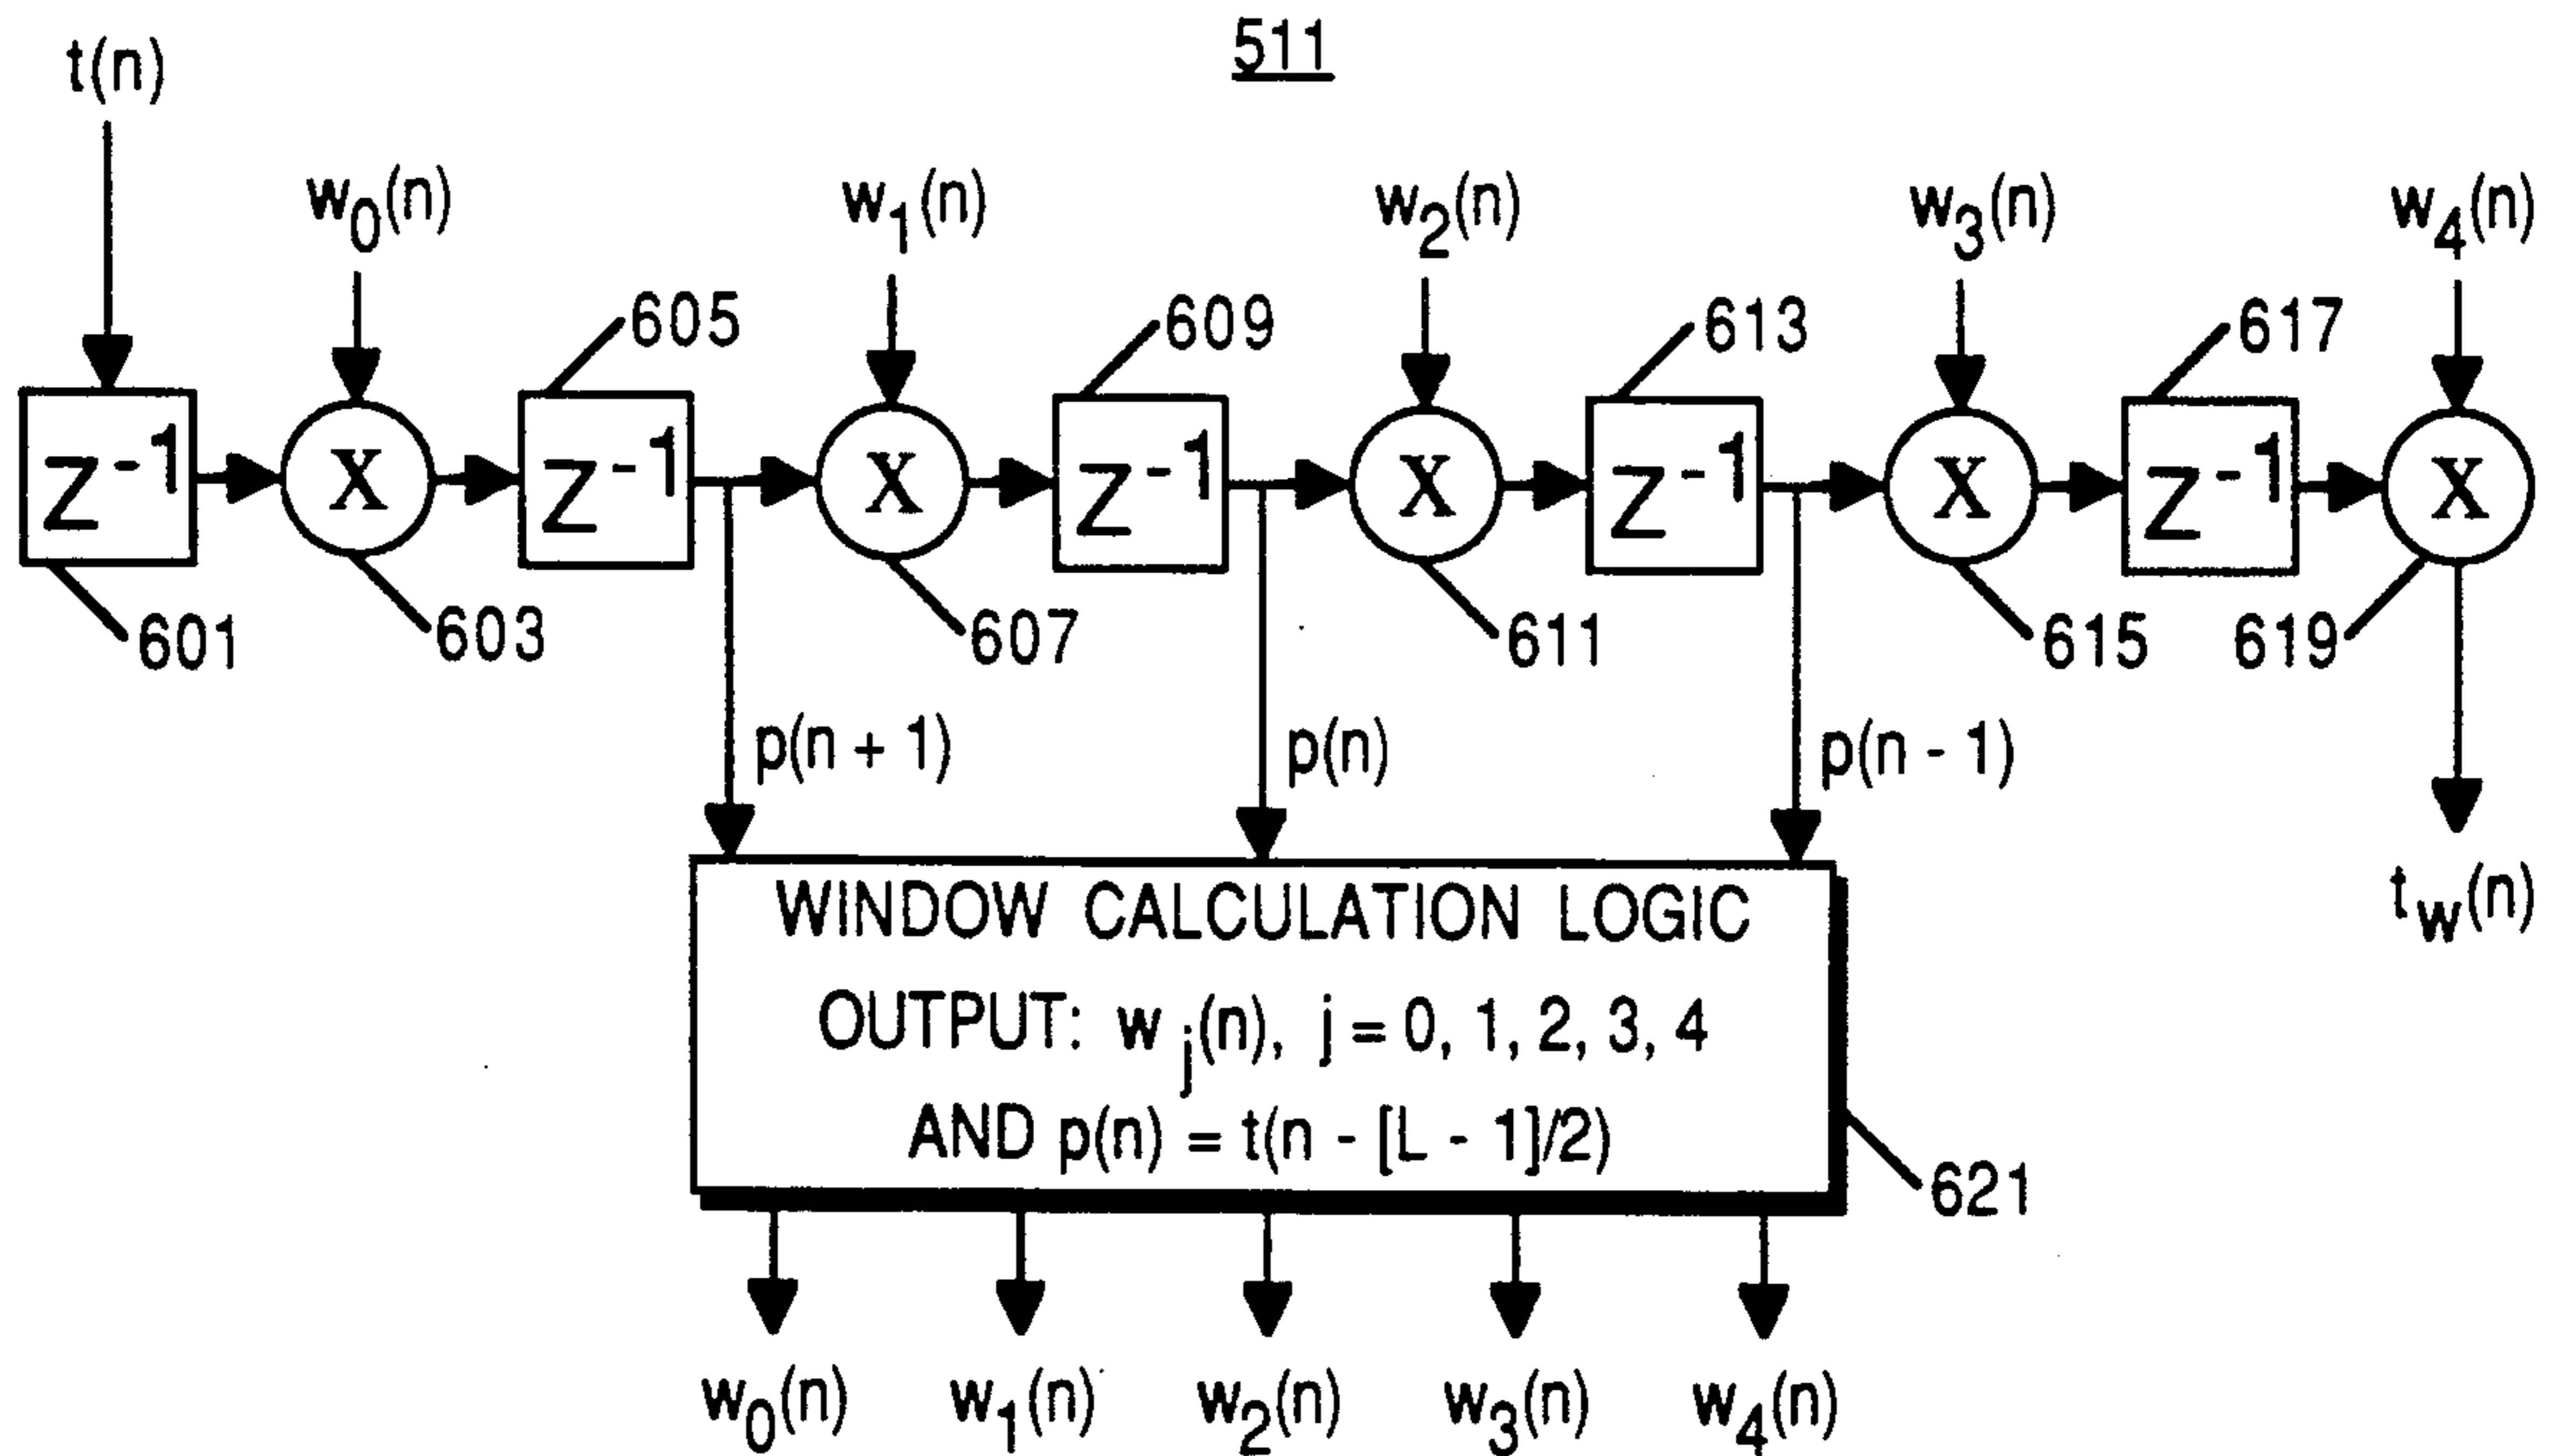 511
t(n)
w0(n)
w1(n)
w2(n)
w3(n)
w4(n)
605
609
613
617
z-1
X
z-1
X
z-1
X
z-1
X
z-1
X
601
603
607
611
615
619
p(n + 1)
p(n)
p(n - 1)
tw(n)
WINDOW CALCULATION LOGIC
OUTPUT: wj(n), j = 0, 1, 2, 3, 4
AND p(n) = t(n - [L - 1]/2)
621
w0(n)
w1(n)
w2(n)
w3(n)
w4(n)